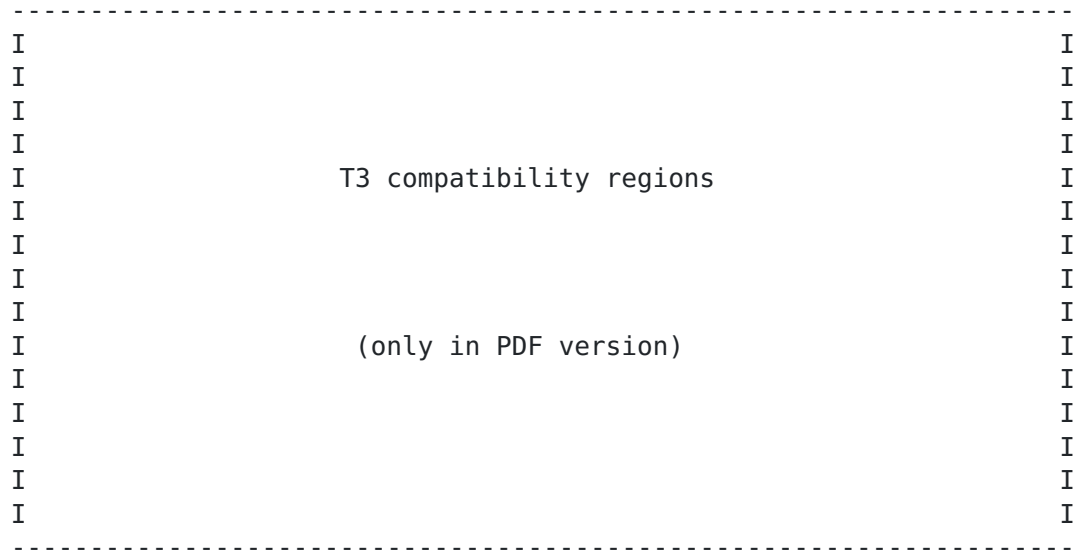 --------------------------------------------------------------------
I                                                                  I
I                                                                  I
I                                                                  I
I                                                                  I
I                    T3 compatibility regions                      I
I                                                                  I
I                                                                  I
I                                                                  I
I                                                                  I
I                     (only in PDF version)                        I
I                                                                  I
I                                                                  I
I                                                                  I
I                                                                  I
I                                                                  I
--------------------------------------------------------------------